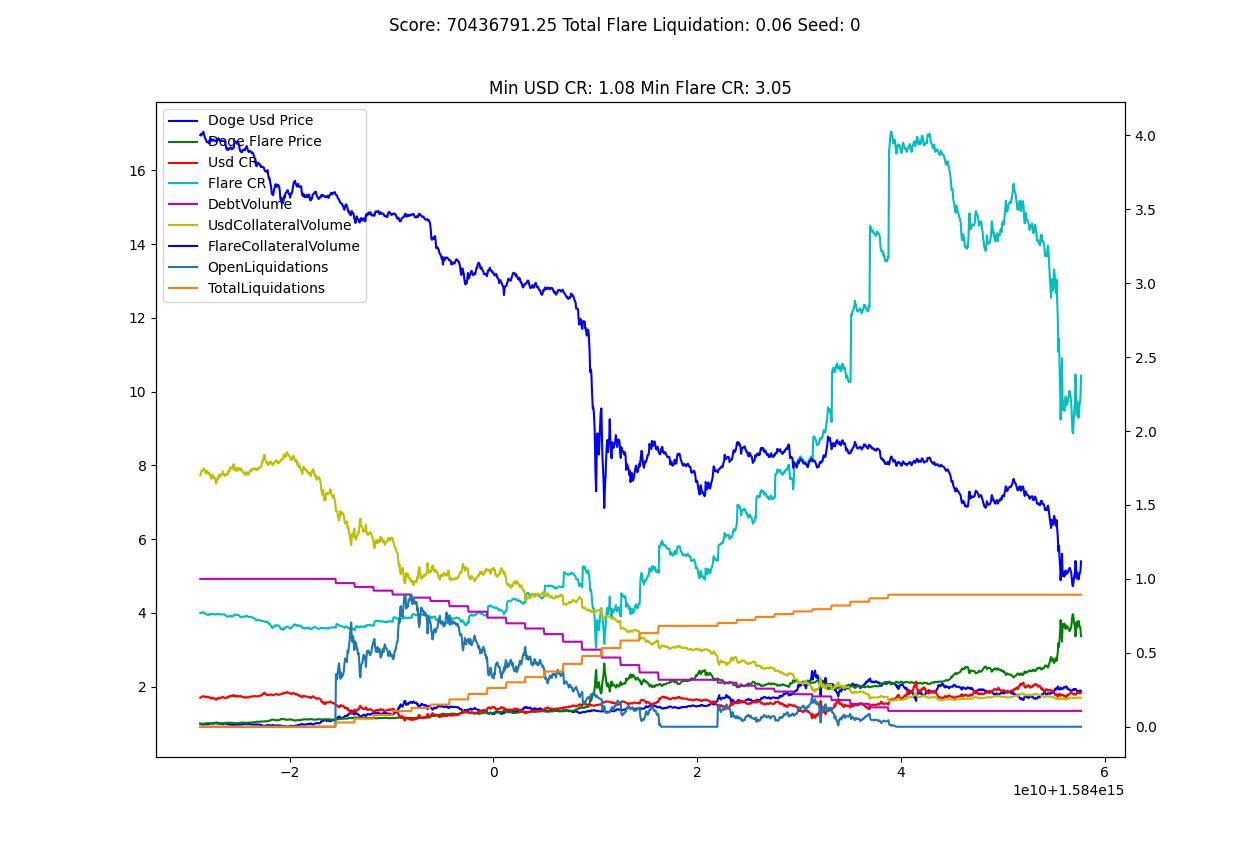 Score: 70436791.25 Total Flare Liquidation: 0.06 Seed: 0
Min USD CR: 1.08 Min Flare CR: 3.05
Doge Usd Price
Doge Flare Price
Usd CR
Flare CR
DebtVolume
UsdCollateralVolume
FlareCollateralVolume
OpenLiquidations
TotalLiquidations
16
14
12
10
8
6
4
2
4.0
3.5
3.0
2.5
2.0
1.5
1.0
0.5
0.0
−2
0
2
4
6
1e10+1.584e15